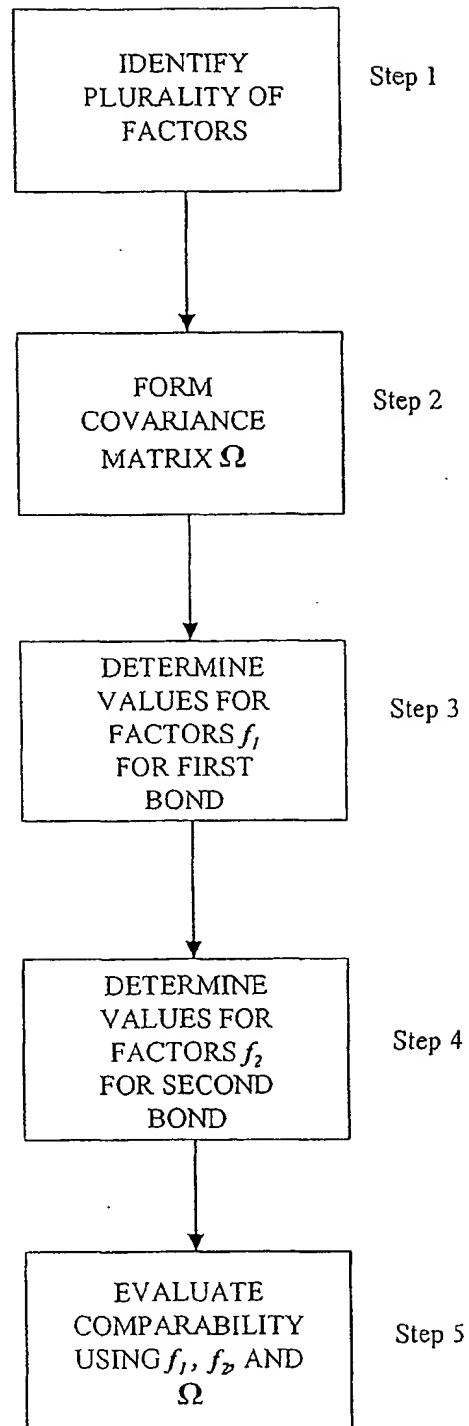 IDENTIFY
PLURALITY OF
FACTORS
Step 1
FORM
COVARIANCE
MATRIX Ω
Step 2
DETERMINE
VALUES FOR
FACTORS f₁
FOR FIRST
BOND
Step 3
DETERMINE
VALUES FOR
FACTORS f₂
FOR SECOND
BOND
Step 4
EVALUATE
COMPARABILITY
USING f₁, f₂, AND
Ω
Step 5